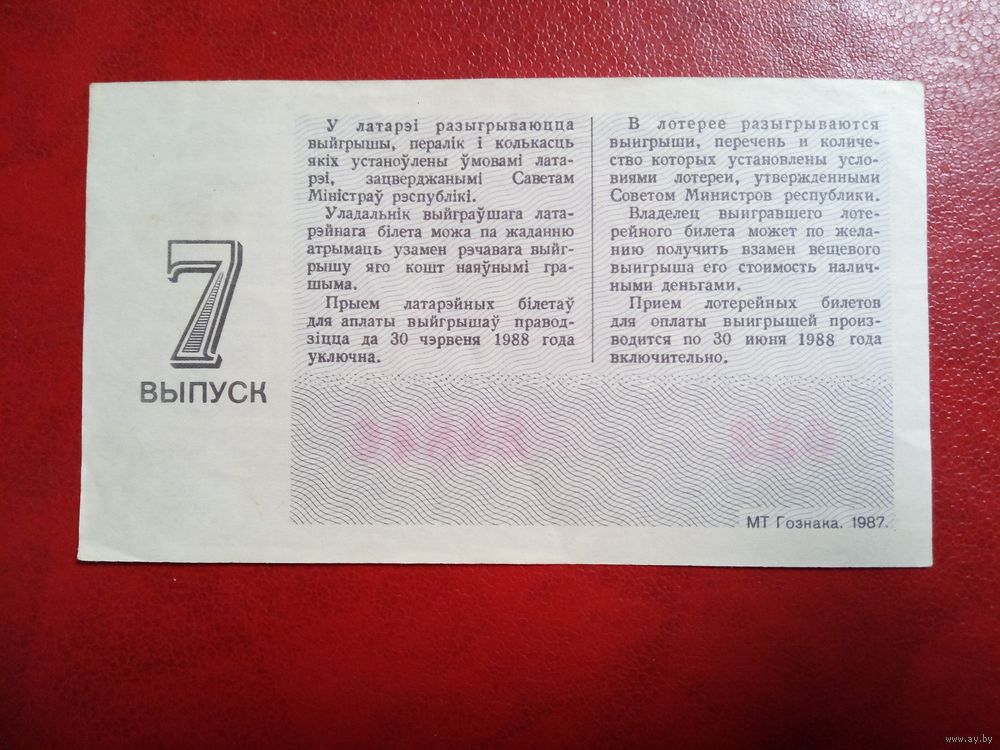 7
ВЫПУСК
У латарэі разыгрываюцца
выйгрышы, пералік і колькасць
якіх устаноўлены ўмовамі лата-
рэі, зацверджанымі Саветам
Міністраў рэспублікі.
Уладальнік выйграўшага лата-
рэйнага білета можа па жаданню
атрымаць узамен рэчавага выйг-
рышу яго кошт наяўнымі гра-
шыма.
Прыем латарэйных білетаў
для аплаты выйгрышаў правод-
зіцца да 30 чэрвеня 1988 года
уключна.
В лотерее разыгрываются
выигрыши, перечень и количе-
ство которых установлены усло-
виями лотереи, утвержденными
Советом Министров республики.
Владелец выигравшего лоте-
рейного билета может по жела-
нию получить взамен вещевого
выигрыша его стоимость налич-
ными деньгами.
Прием лотерейных билетов
для оплаты выигрышей произ-
водится по 30 июня 1988 года
включительно.
МТ Гознака. 1987.
www.ay.by